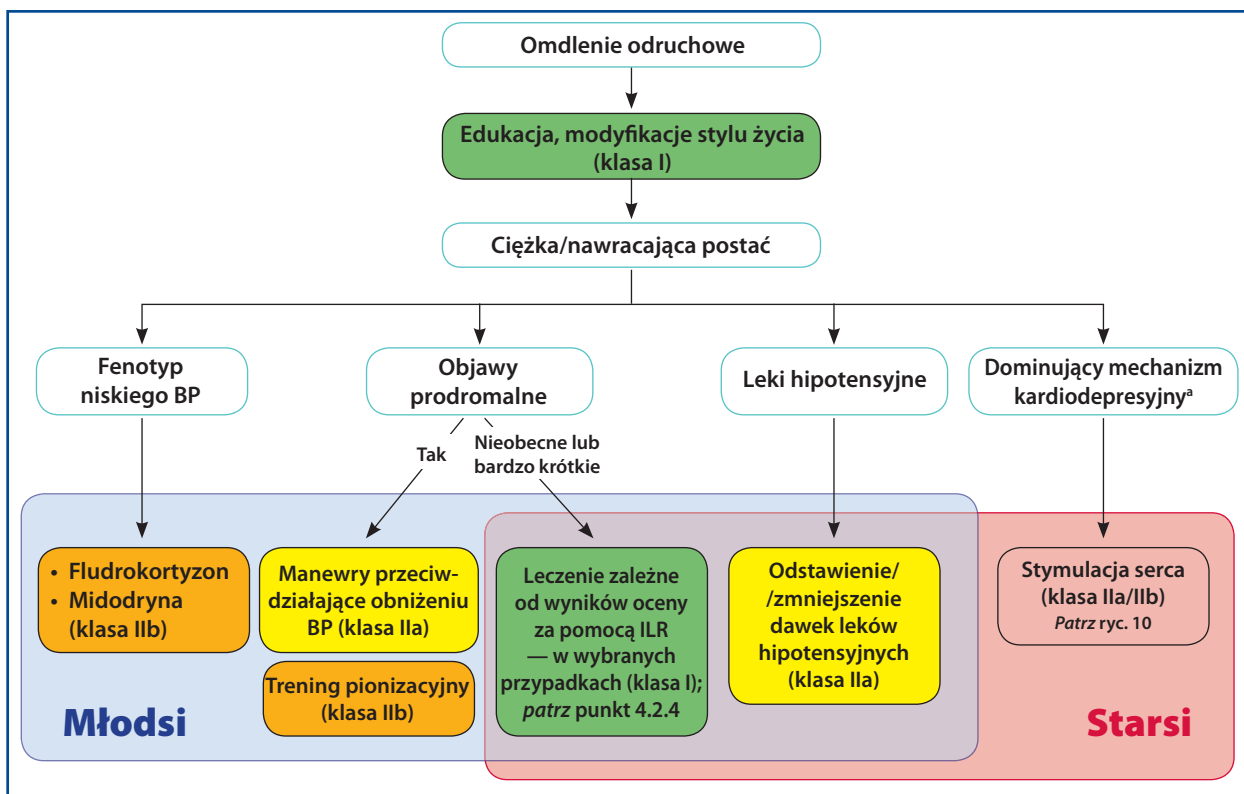 Omdlenie odruchowe
Edukacja, modyfikacje stylu życia
(klasa I)
Ciężka/nawracająca postać
Fenotyp
niskiego BP
Objawy
prodromalne
Leki hipotensyjne
Dominujący mechanizm
kardiodepresyjnyᵃ
Tak
Nieobecne lub
bardzo krótkie
• Fludrokortyzon
• Midodryna
(klasa IIb)
Manewry przeciw-
działające obniżeniu
BP (klasa IIa)
Trening pionizacyjny
(klasa IIb)
Leczenie zależne
od wyników oceny
za pomocą ILR
— w wybranych
przypadkach (klasa I);
patrz punkt 4.2.4
Odstawienie/
/zmniejszenie
dawek leków
hipotensyjnych
(klasa IIa)
Stymulacja serca
(klasa IIa/IIb)
Patrz ryc. 10
Młodsi
Starsi